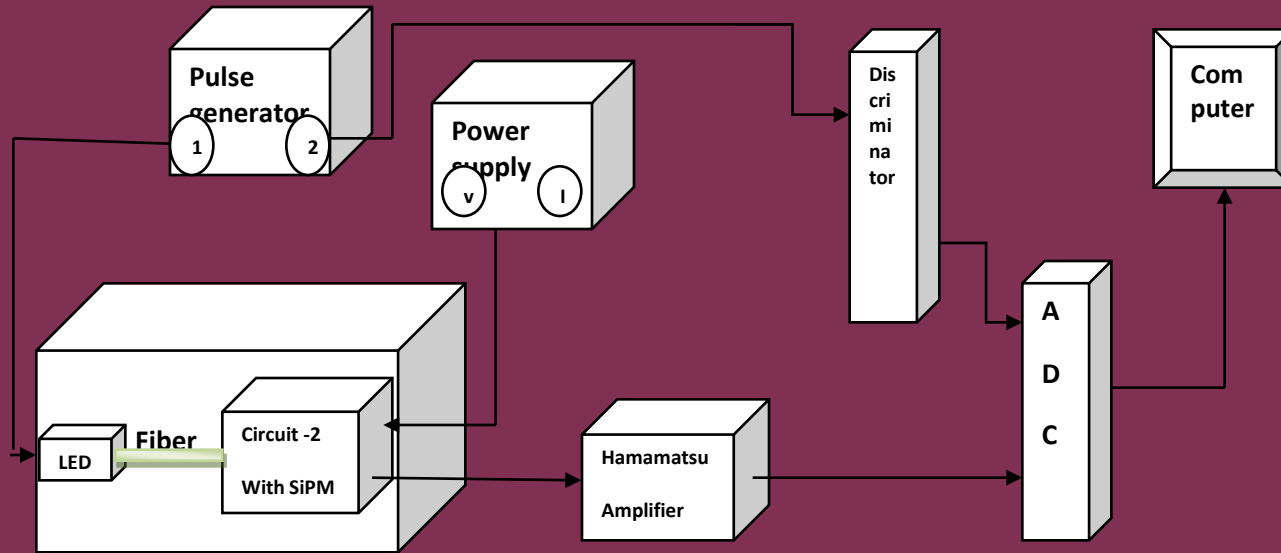 Pulse
generator
1
2
Power
supply
v
I
Dis
cri
mi
na
tor
Com
puter
A
D
C
LED
Fiber
Circuit -2
With SiPM
Hamamatsu
Amplifier